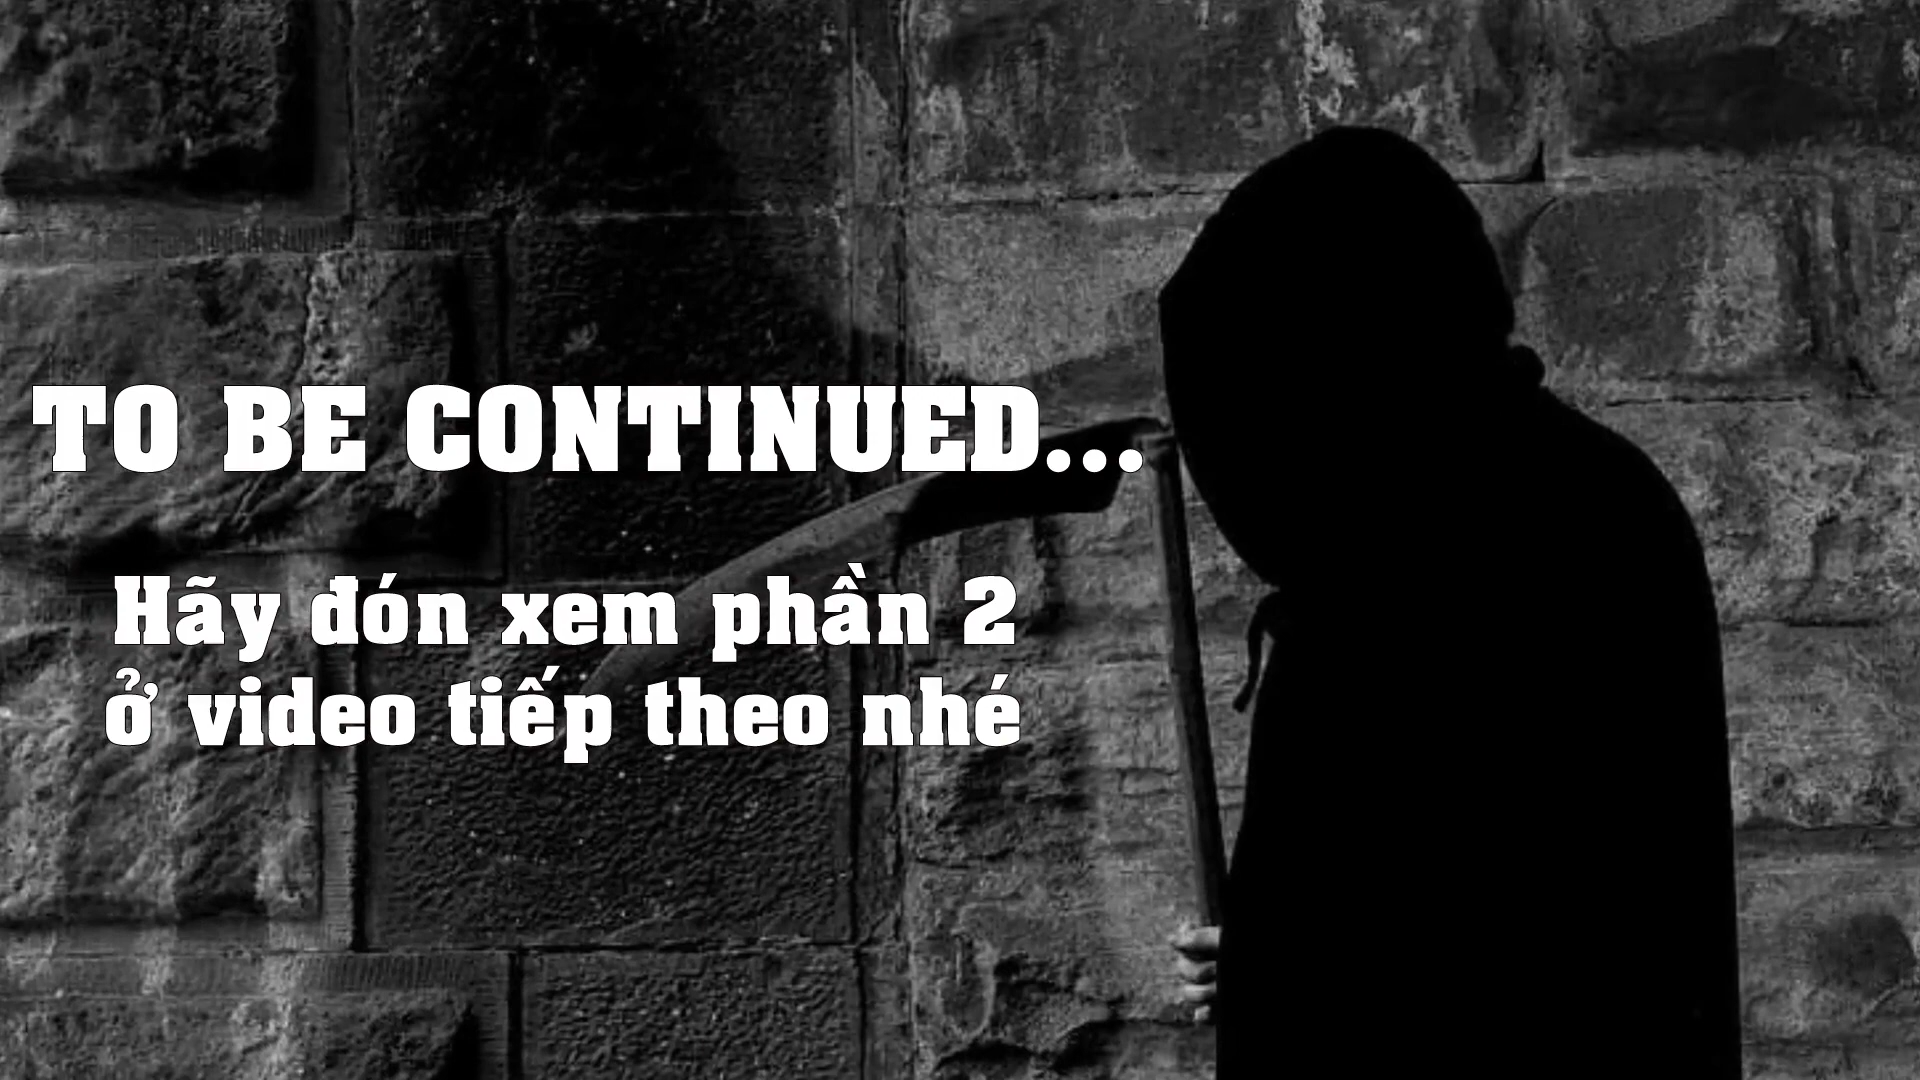 TO BE CONTINUED...
Hãy đón xem phần 2
ở video tiếp theo nhé